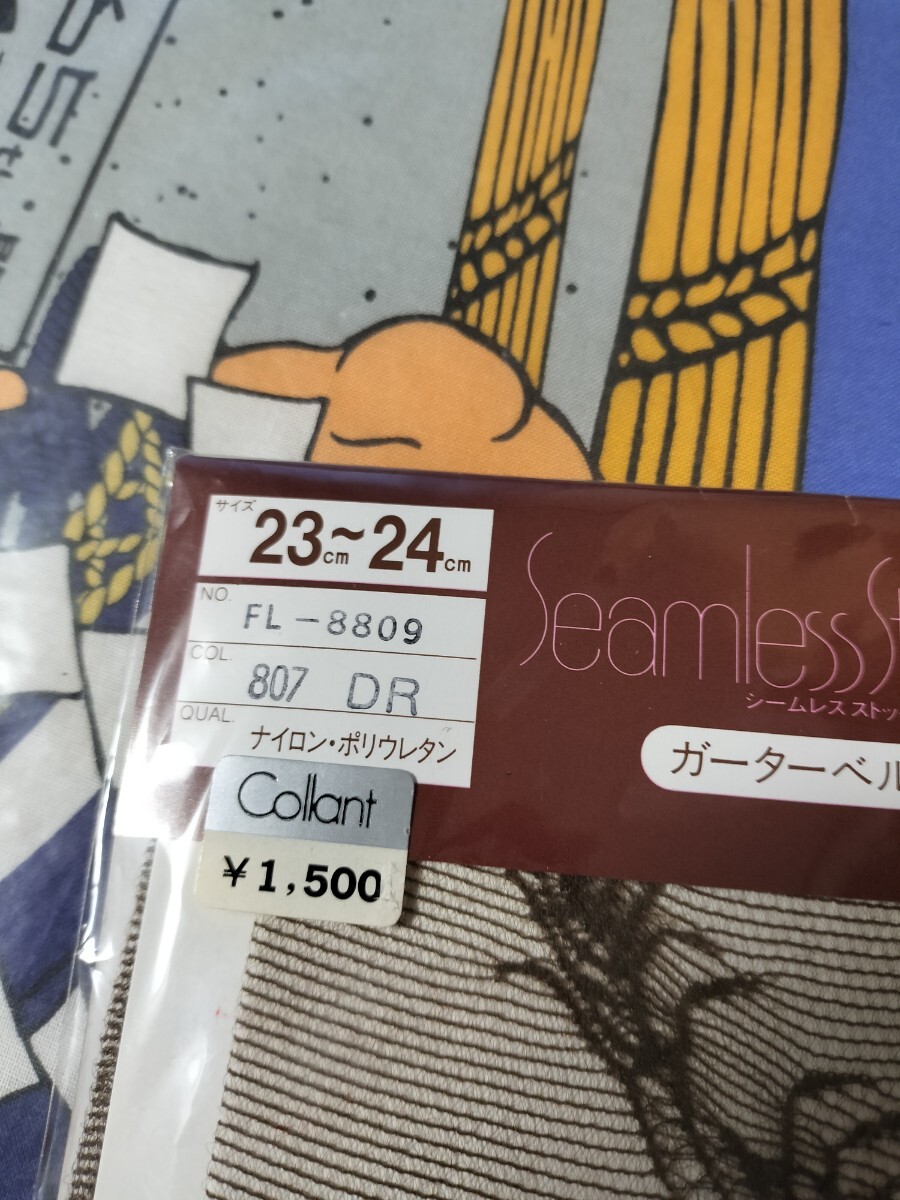 サイズ
23cm~24cm
NO.
FL-8809
COL.
807 DR
QUAL.
ナイロン・ポリウレタン
Collant
¥1,500
Seamless
シームレス ストッ
ガーターベル